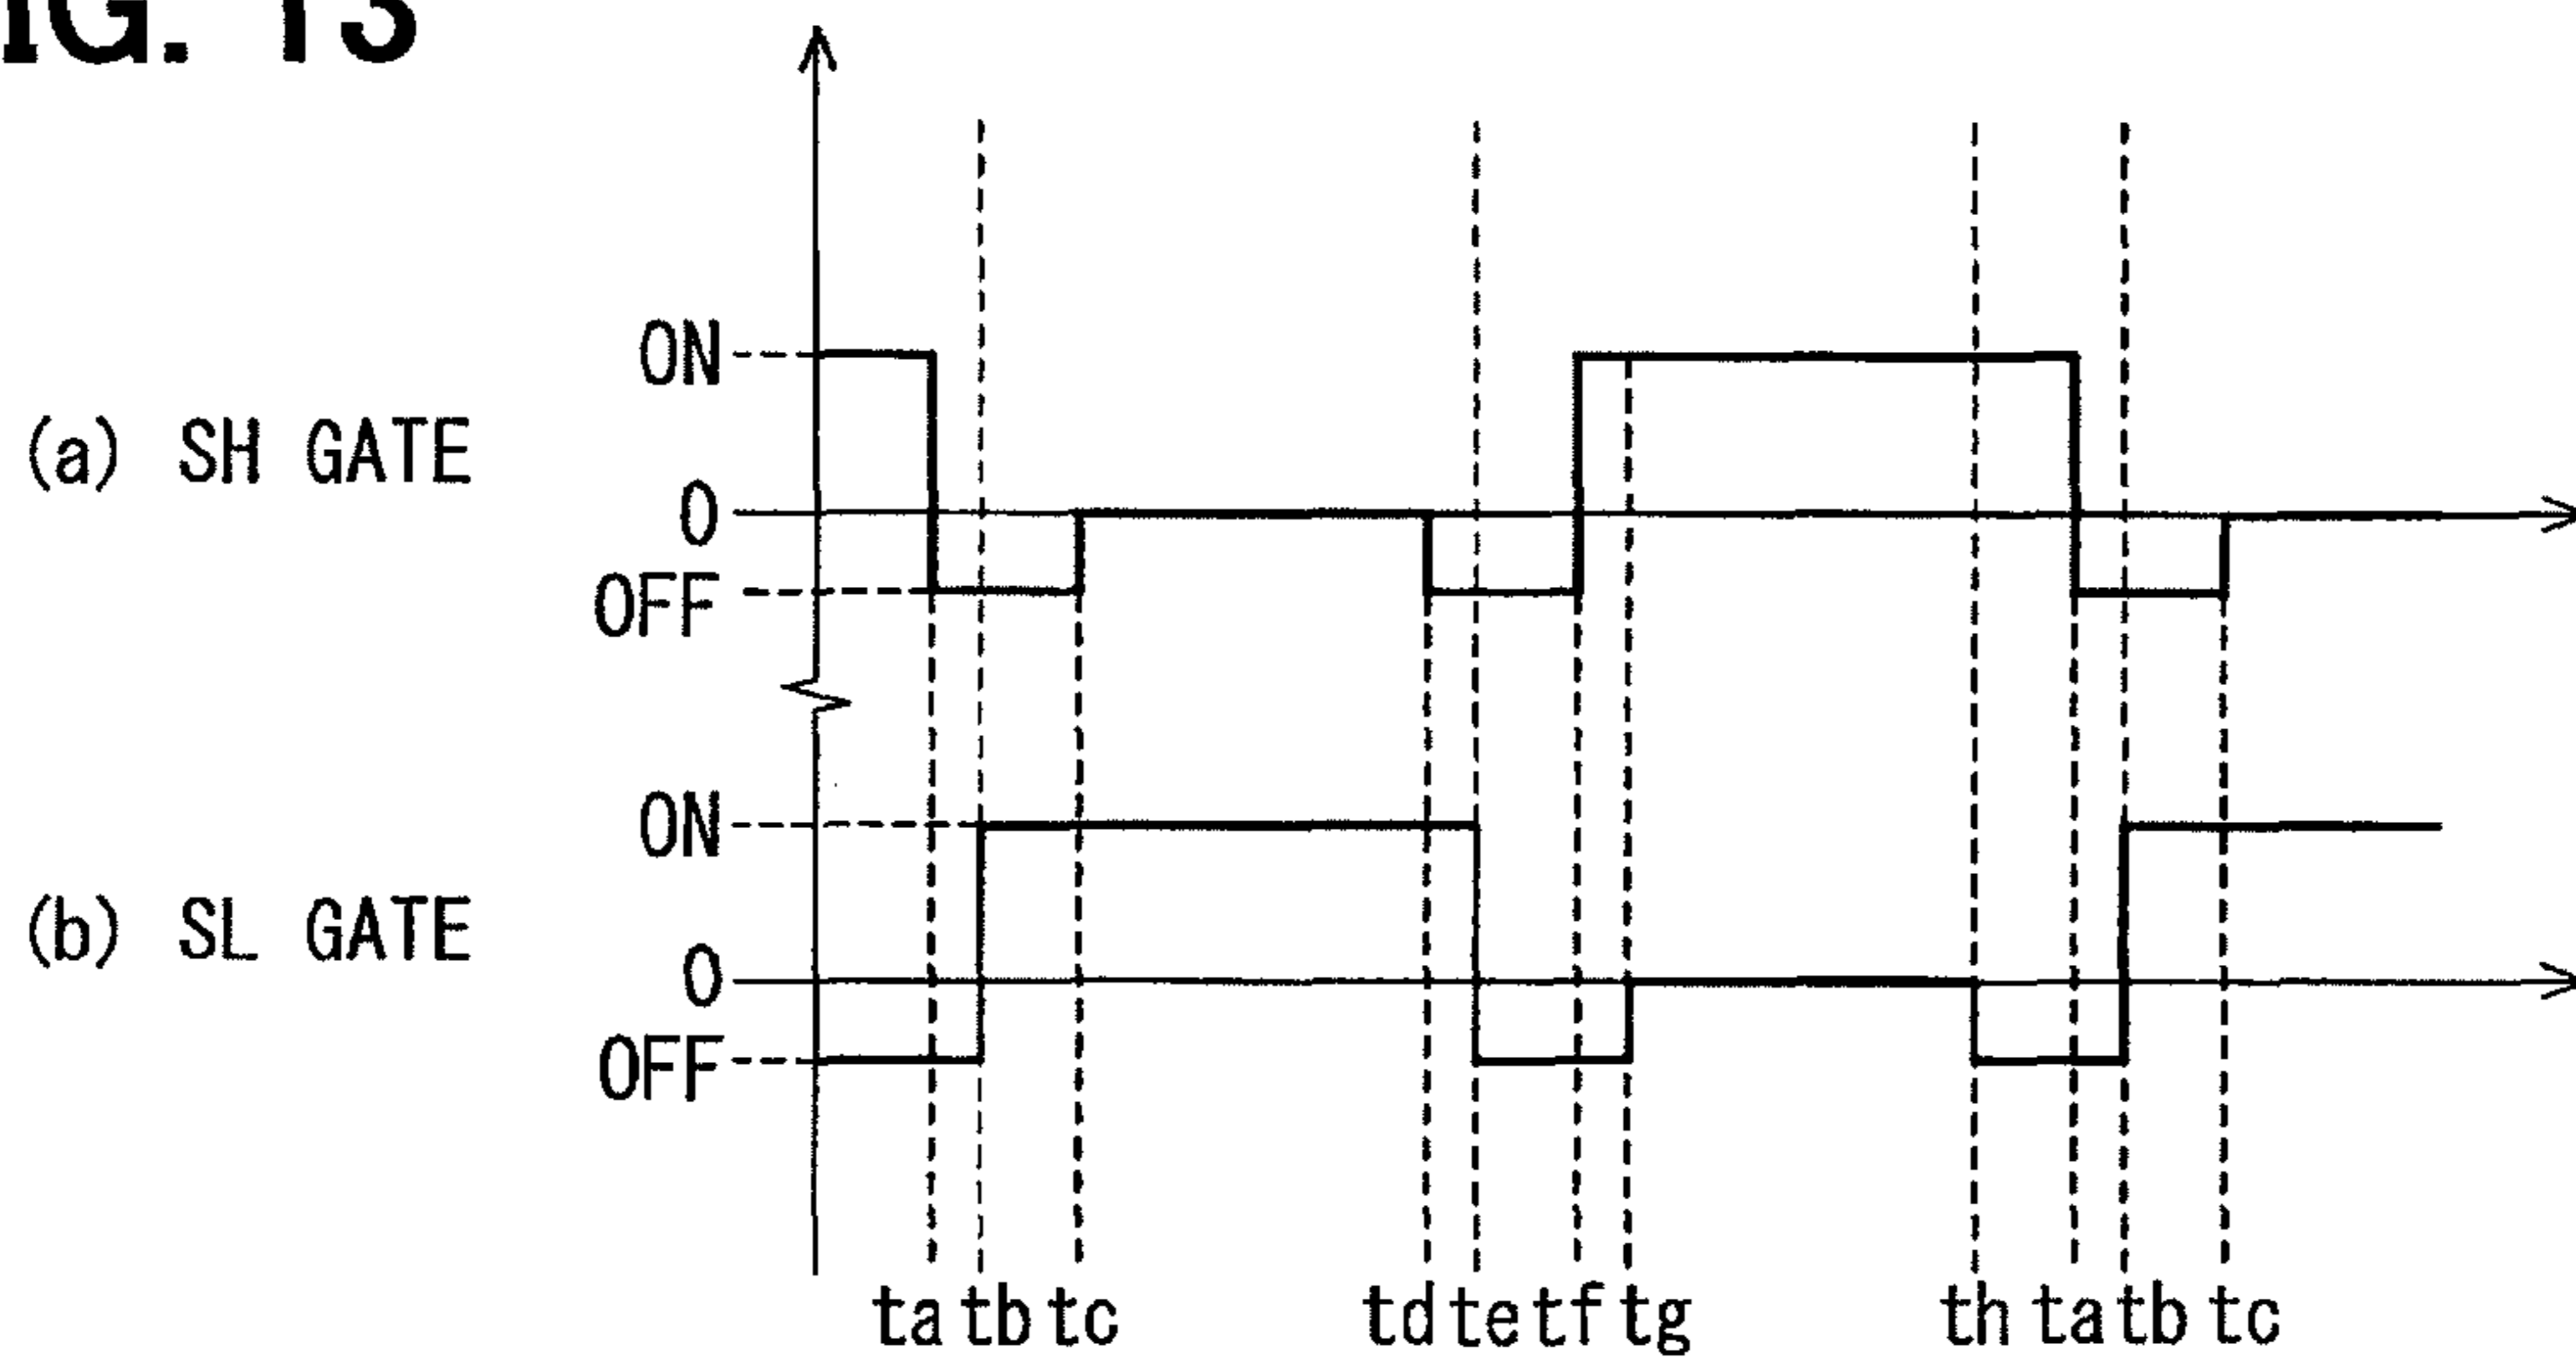 IG. 13
ON
(a) SH GATE
0
OFF
ON
(b) SL GATE
0
OFF
ta tb tc td te tf tg th ta tb tc